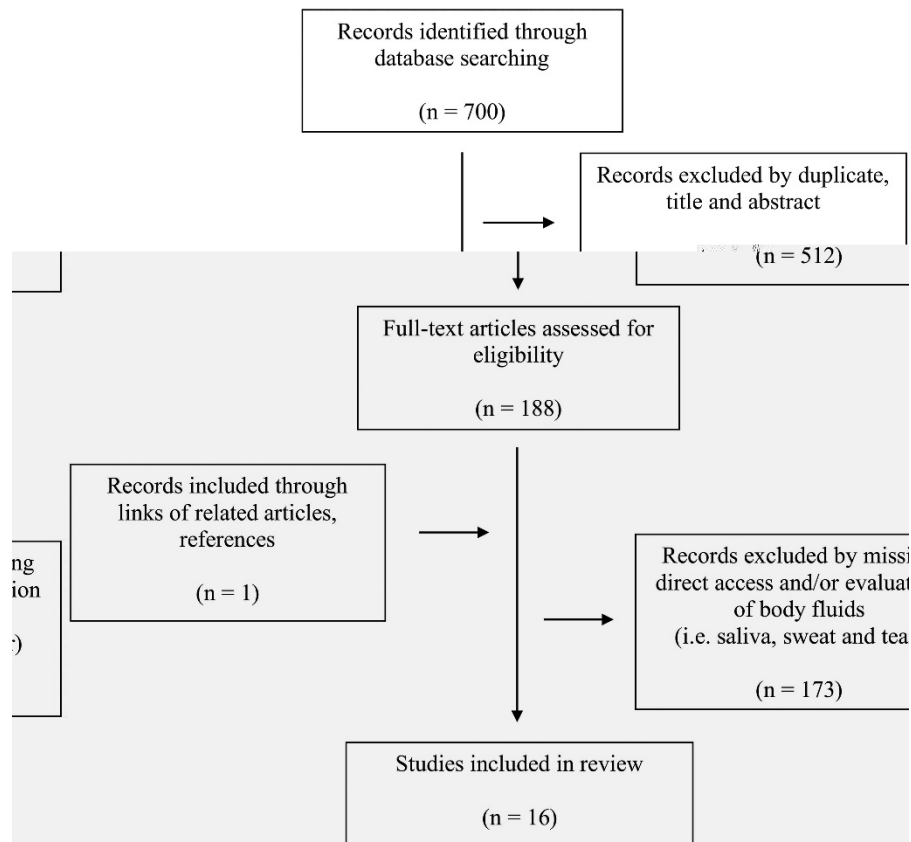 Records identified through
database searching
(n = 700)
Records excluded by duplicate,
title and abstract
(n = 512)
Full-text articles assessed for
eligibility
(n = 188)
Records included through
links of related articles,
references
(n = 1)
ng
ion
r)
Records excluded by missi
direct access and/or evaluat
of body fluids
(i.e. saliva, sweat and tea
(n = 173)
Studies included in review
(n = 16)